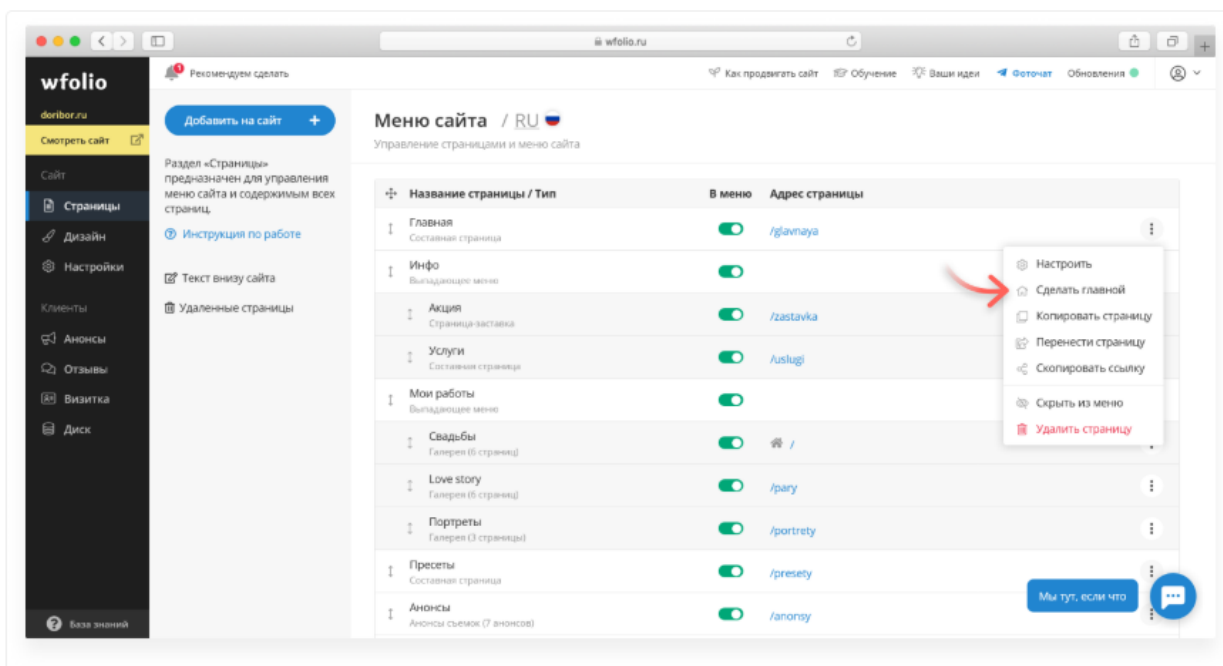 wfolio.ru
wfolio
Рекомендуем сделать
Как продвигать сайт
Обучение
Ваши идеи
Фоточат
Обновления
doribor.ru
Смотреть сайт
Сайт
Страницы
Дизайн
Настройки
Клиенты
Анонсы
Отзывы
Визитка
Диск
База знаний
Добавить на сайт +
Раздел «Страницы»
предназначен для управления
меню сайта и содержимым всех
страниц.
Инструкция по работе
Текст внизу сайта
Удаленные страницы
Меню сайта / RU
Управление страницами и меню сайта
Название страницы / Тип В меню Адрес страницы
Главная
Составная страница
/glavnaya
Инфо
Выпадающее меню
Акция
Страница-заставка
/zastavka
Услуги
Составная страница
/uslugi
Мои работы
Выпадающее меню
Свадьбы
Галерея (6 страниц)
/
Love story
Галерея (6 страниц)
/pary
Портреты
Галерея (3 страницы)
/portrety
Пресеты
Составная страница
/presety
Анонсы
Анонсы съемок (7 анонсов)
/anonsy
Настроить
Сделать главной
Копировать страницу
Перенести страницу
Скопировать ссылку
Скрыть из меню
Удалить страницу
Мы тут, если что